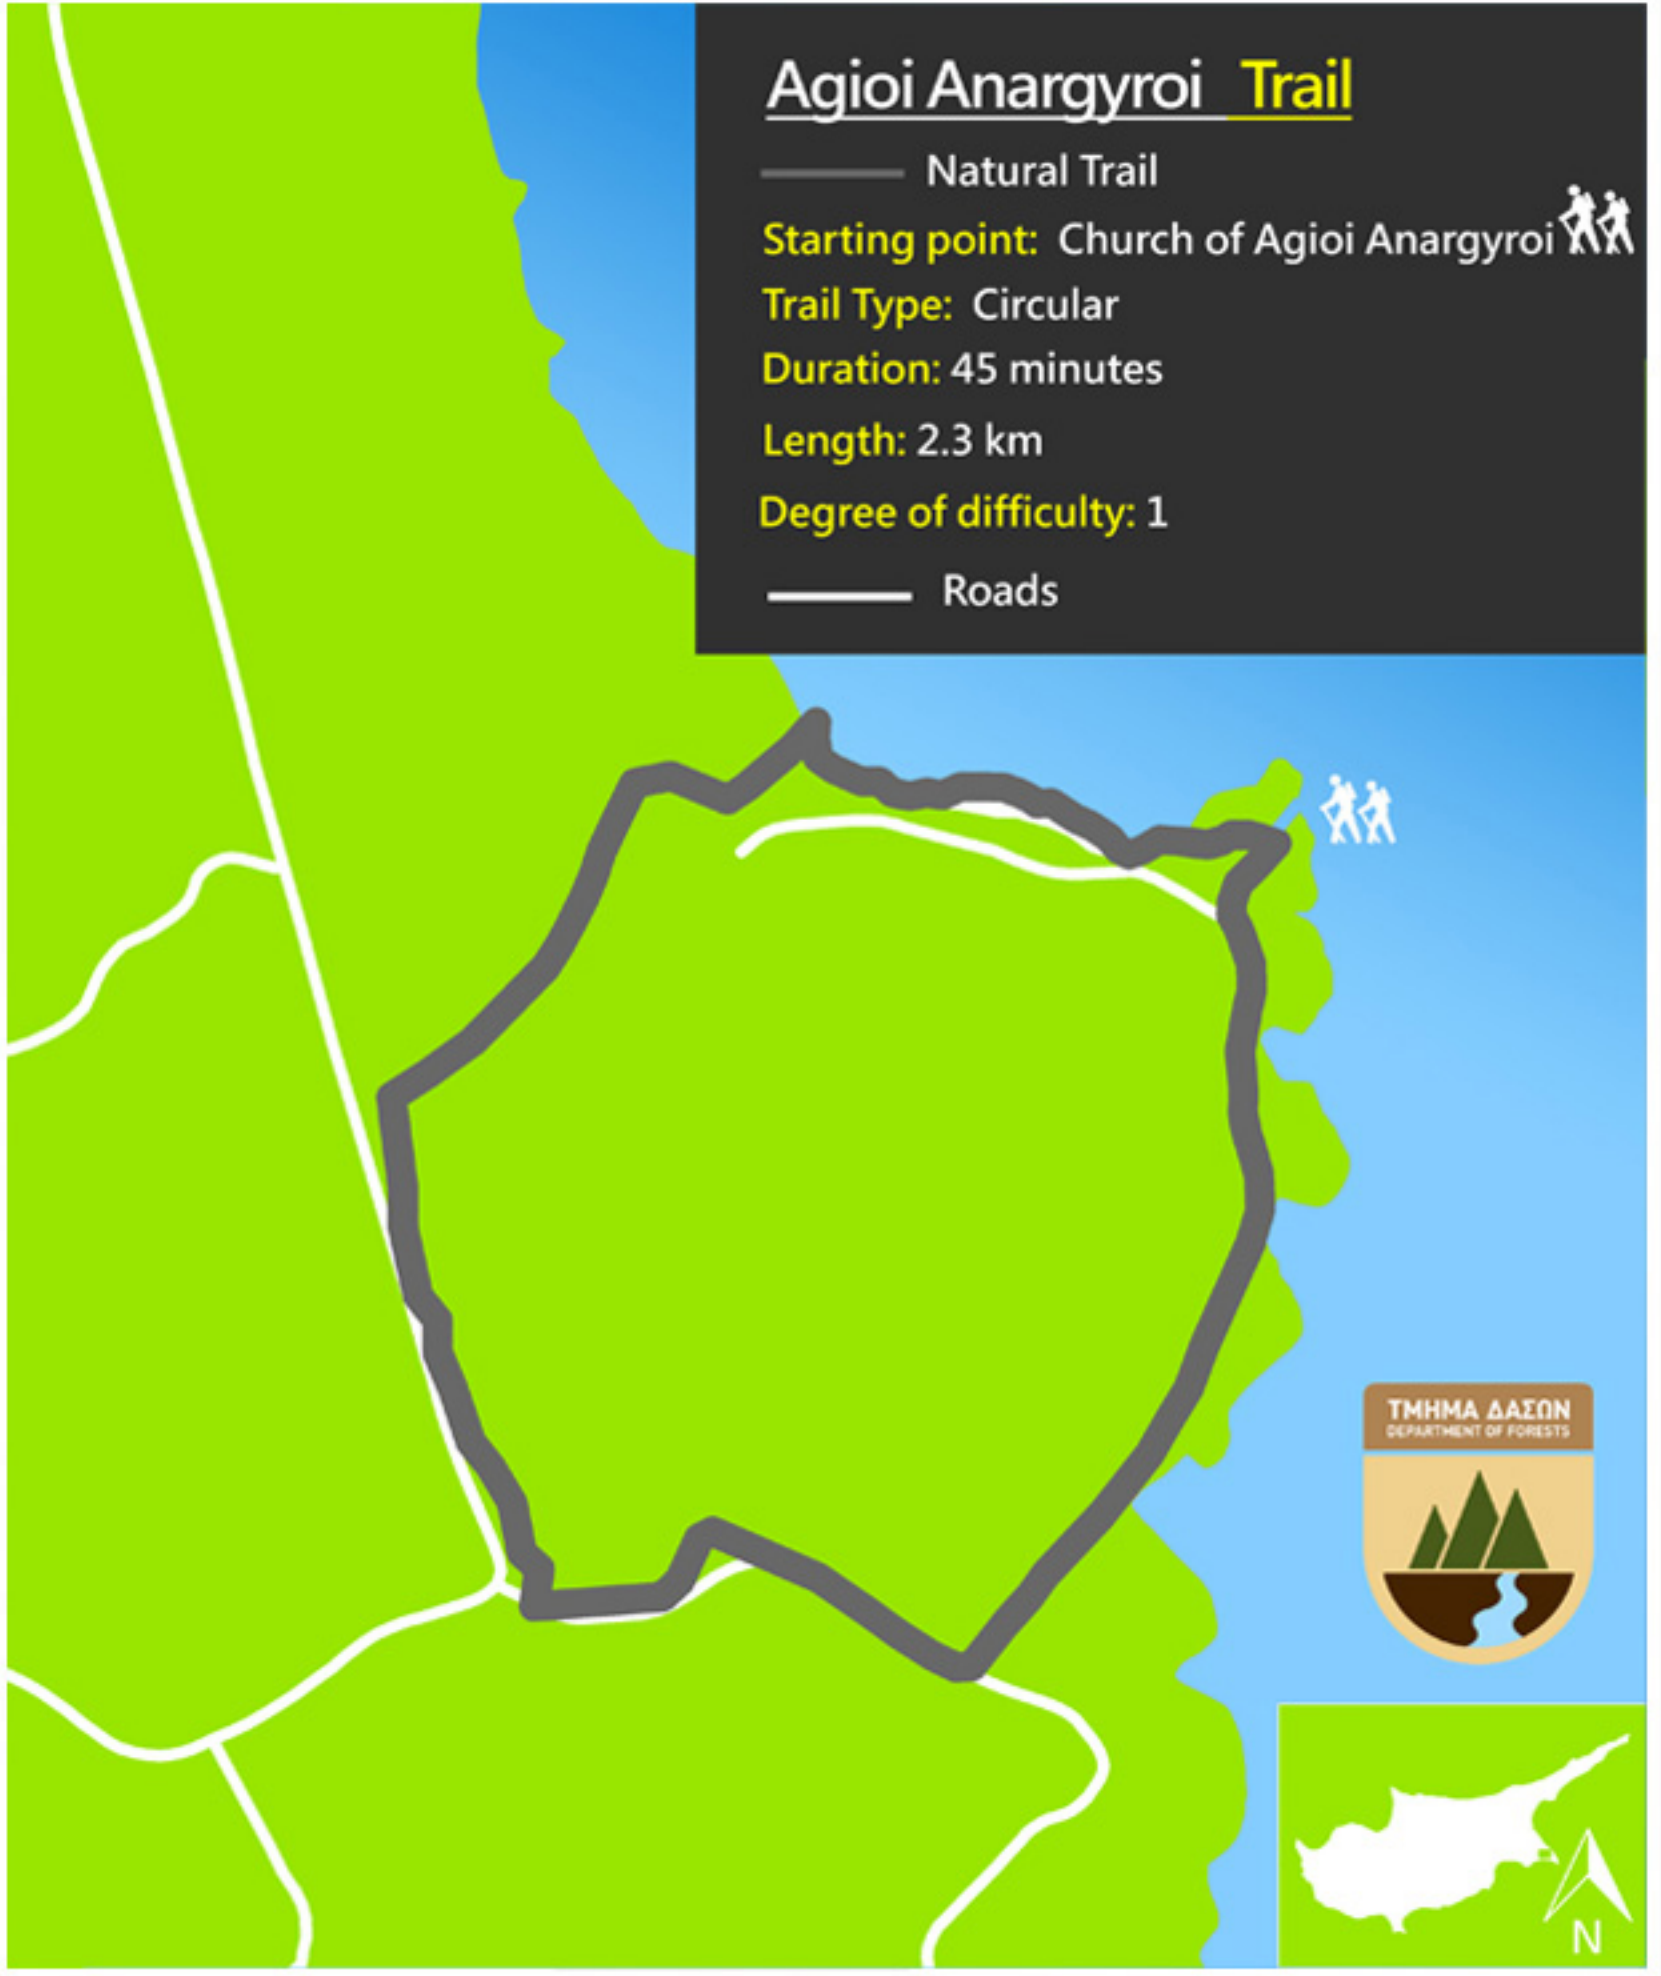 Agioi Anargyroi Trail
Natural Trail
Starting point: Church of Agioi Anargyroi
Trail Type: Circular
Duration: 45 minutes
Length: 2.3 km
Degree of difficulty: 1
Roads
ΤΜΗΜΑ ΔΑΣΩΝ
DEPARTMENT OF FORESTS
N